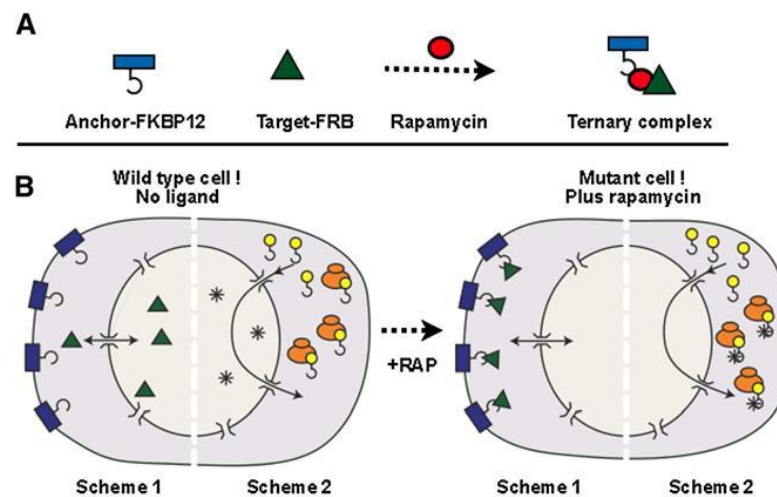 A
Anchor-FKBP12 Target-FRB Rapamycin Ternary complex
B
Wild type cell ! Mutant cell !
No ligand Plus rapamycin
+RAP
Scheme 1 Scheme 2 Scheme 1 Scheme 2